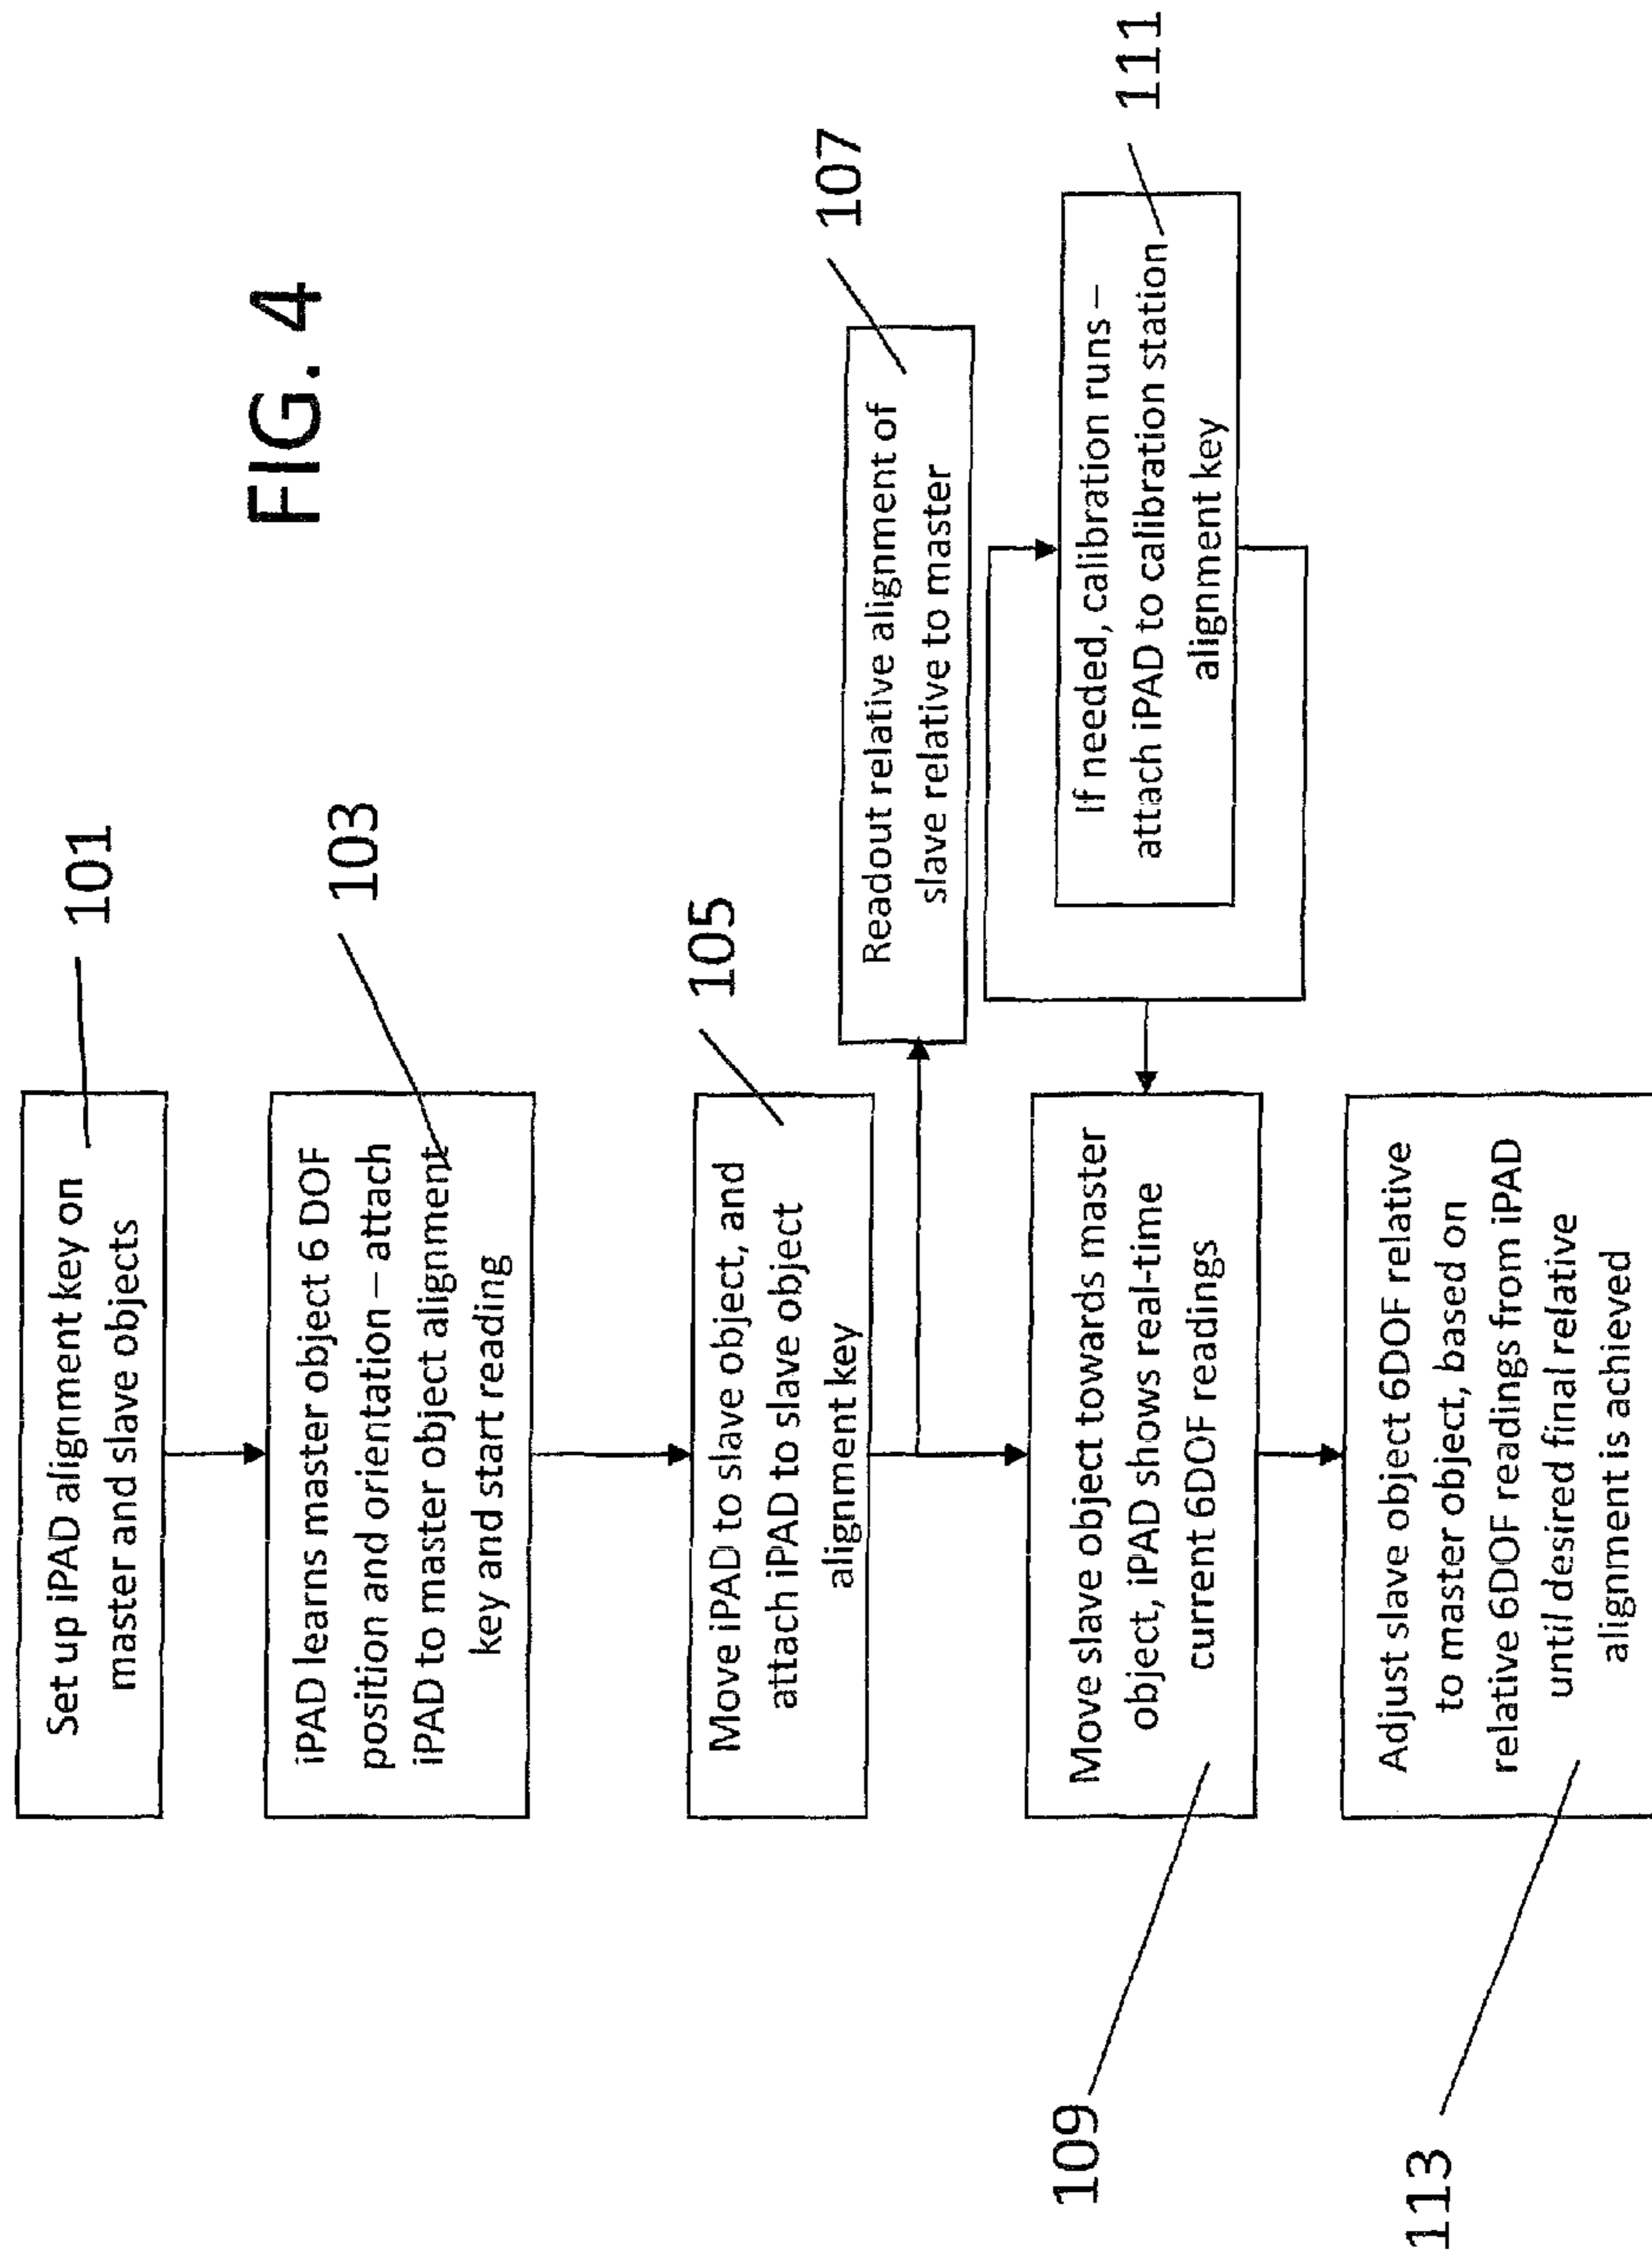 FIG. 4
101
Set up iPAD alignment key on
master and slave objects
103
iPAD learns master object 6 DOF
position and orientation – attach
iPAD to master object alignment
key and start reading
105
Move iPAD to slave object, and
attach iPAD to slave object
alignment key
107
Readout relative alignment of
slave relative to master
109
Move slave object towards master
object, iPAD shows real-time
current 6DOF readings
111
If needed, calibration runs –
attach iPAD to calibration station
alignment key
113
Adjust slave object 6DOF relative
to master object, based on
relative 6DOF readings from iPAD
until desired final relative
alignment is achieved